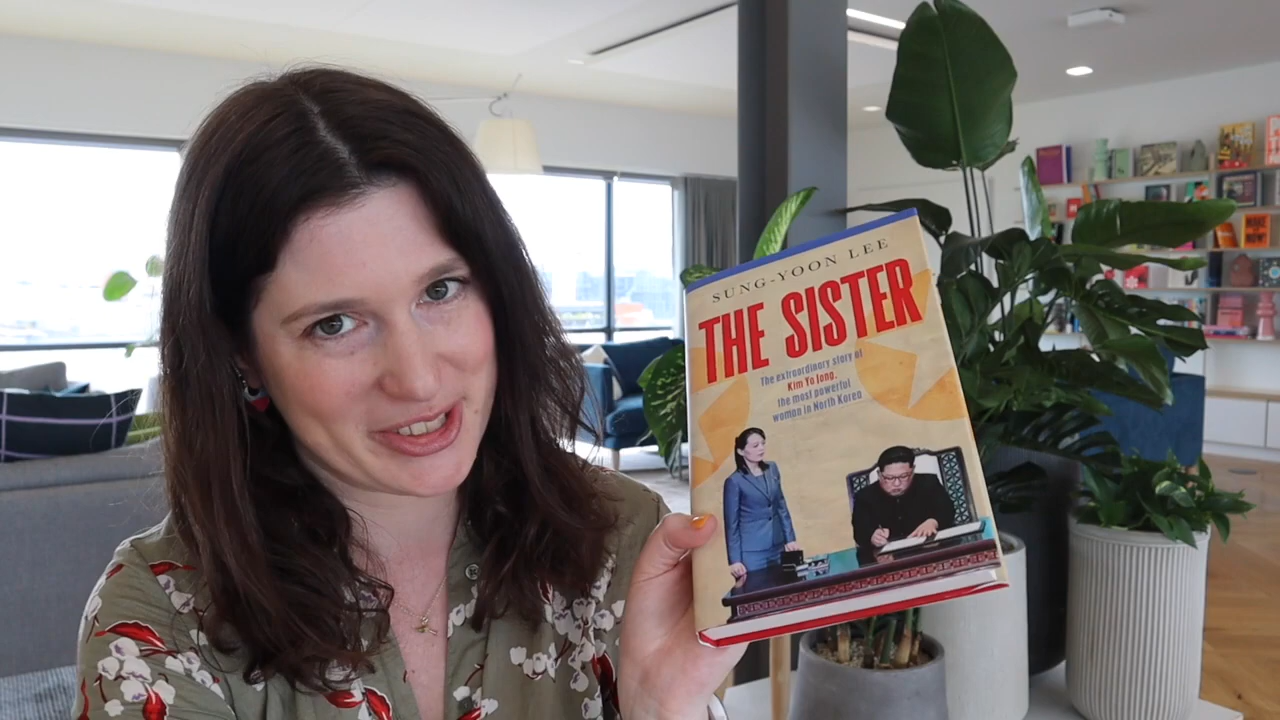 SUNG-YOON LEE
THE SISTER
The extraordinary story of
Kim Yo Jong,
the most powerful
woman in North Korea